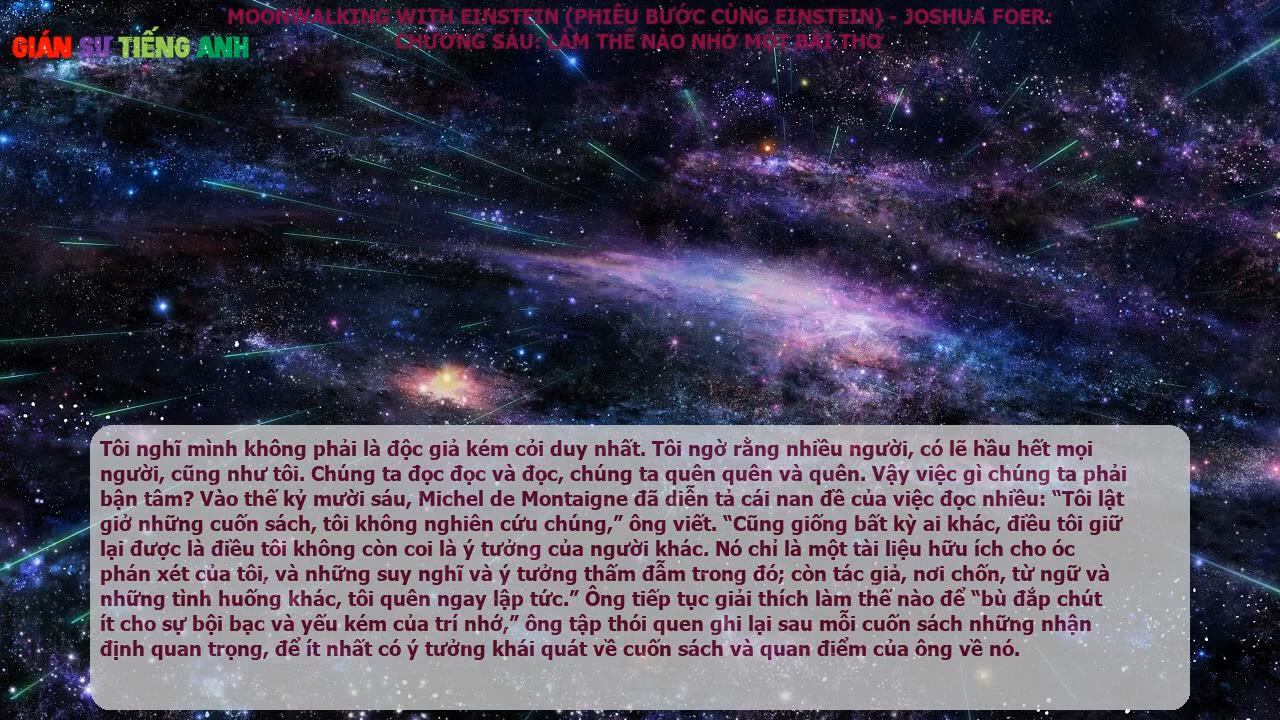 MOONWALKING WITH EINSTEIN (PHIÊU BƯỚC CÙNG EINSTEIN) - JOSHUA FOER:
CHƯƠNG SÁU: LÀM THẾ NÀO NHỚ MỘT BÀI THƠ
GIÁN SỰ TIẾNG ANH
Tôi nghĩ mình không phải là độc giả kém cỏi duy nhất. Tôi ngờ rằng nhiều người, có lẽ hầu hết mọi
người, cũng như tôi. Chúng ta đọc đọc và đọc, chúng ta quên quên và quên. Vậy việc gì chúng ta phải
bận tâm? Vào thế kỷ mười sáu, Michel de Montaigne đã diễn tả cái nan đề của việc đọc nhiều: “Tôi lật
giở những cuốn sách, tôi không nghiên cứu chúng,” ông viết. “Cũng giống bất kỳ ai khác, điều tôi giữ
lại được là điều tôi không còn coi là ý tưởng của người khác. Nó chỉ là một tài liệu hữu ích cho óc
phán xét của tôi, và những suy nghĩ và ý tưởng thấm đẫm trong đó; còn tác giả, nơi chốn, từ ngữ và
những tình huống khác, tôi quên ngay lập tức.” Ông tiếp tục giải thích làm thế nào để “bù đắp chút
ít cho sự bội bạc và yếu kém của trí nhớ,” ông tập thói quen ghi lại sau mỗi cuốn sách những nhận
định quan trọng, để ít nhất có ý tưởng khái quát về cuốn sách và quan điểm của ông về nó.